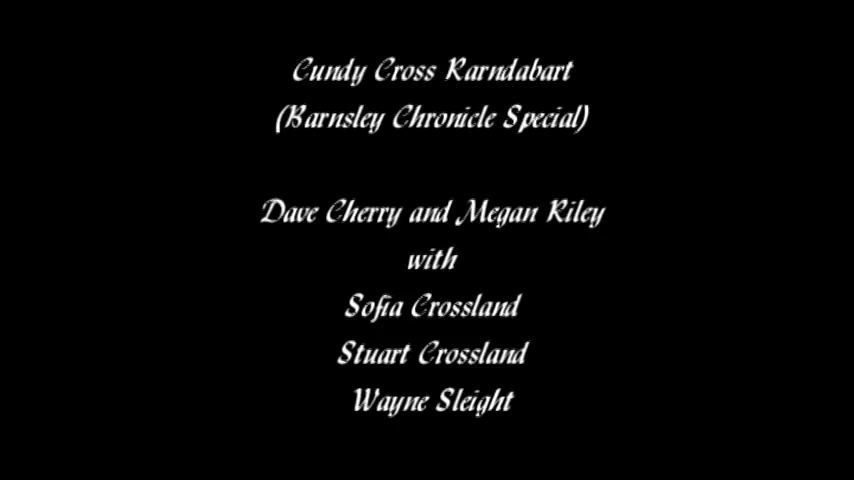 Cundy Cross Rarndabart
(Barnsley Chronicle Special)
Dave Cherry and Megan Riley
with
Sofia Crossland
Stuart Crossland
Wayne Sleight